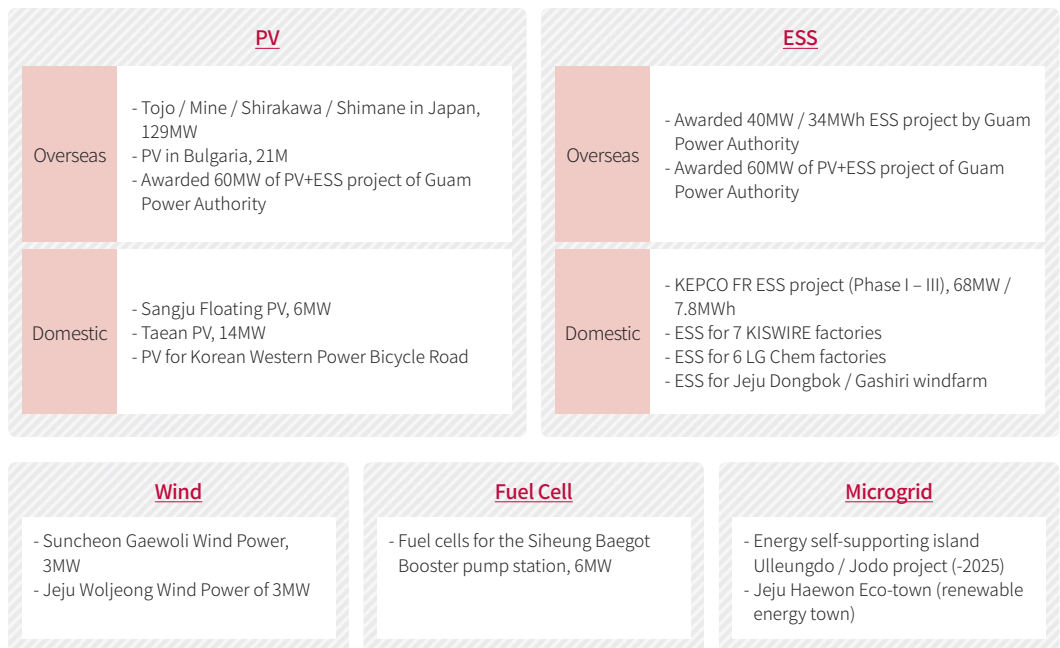 PV
Overseas
- Tojo / Mine / Shirakawa / Shimane in Japan,
129MW
- PV in Bulgaria, 21M
- Awarded 60MW of PV+ESS project of Guam
Power Authority
Domestic
- Sangju Floating PV, 6MW
- Taean PV, 14MW
- PV for Korean Western Power Bicycle Road
ESS
Overseas
- Awarded 40MW / 34MWh ESS project by Guam
Power Authority
- Awarded 60MW of PV+ESS project of Guam
Power Authority
Domestic
- KEPCO FR ESS project (Phase I – III), 68MW /
7.8MWh
- ESS for 7 KISWIRE factories
- ESS for 6 LG Chem factories
- ESS for Jeju Dongbok / Gashiri windfarm
Wind
- Suncheon Gaewoli Wind Power,
3MW
- Jeju Woljeong Wind Power of 3MW
Fuel Cell
- Fuel cells for the Siheung Baegot
Booster pump station, 6MW
Microgrid
- Energy self-supporting island
Ulleungdo / Jodo project (-2025)
- Jeju Haewon Eco-town (renewable
energy town)